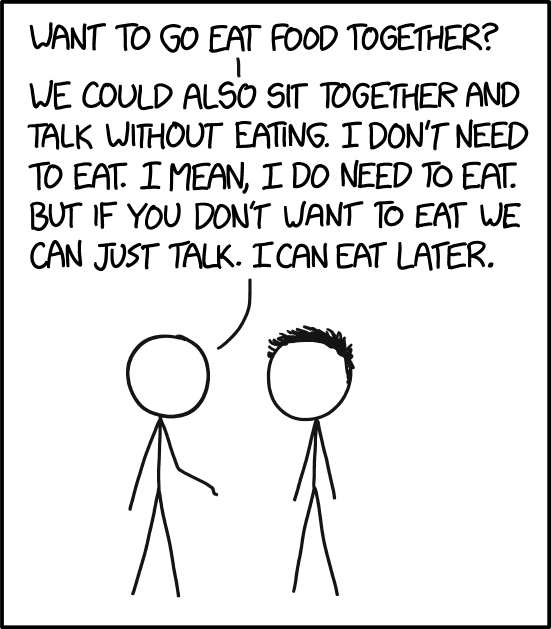 WANT TO GO EAT FOOD TOGETHER?
WE COULD ALSO SIT TOGETHER AND
TALK WITHOUT EATING. I DON'T NEED
TO EAT. I MEAN, I DO NEED TO EAT.
BUT IF YOU DON'T WANT TO EAT WE
CAN JUST TALK. I CAN EAT LATER.